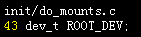 init/do_mounts.c
43 dev_t ROOT_DEV;